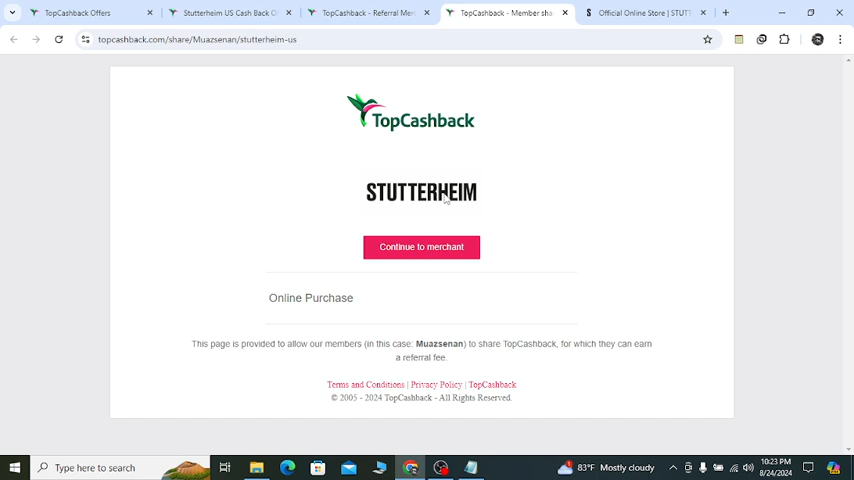 TopCashback Offers
Stutterheim US Cash Back O
TopCashback - Referral Mer
TopCashback - Member sha
Official Online Store | STUTT
topcashback.com/share/Muazsenan/stutterheim-us
TopCashback
STUTTERHEIM
Continue to merchant
Online Purchase
This page is provided to allow our members (in this case: Muazsenan) to share TopCashback, for which they can earn
a referral fee.
Terms and Conditions | Privacy Policy | TopCashback
© 2005 - 2024 TopCashback - All Rights Reserved.
Type here to search
83°F Mostly cloudy
10:23 PM
8/24/2024